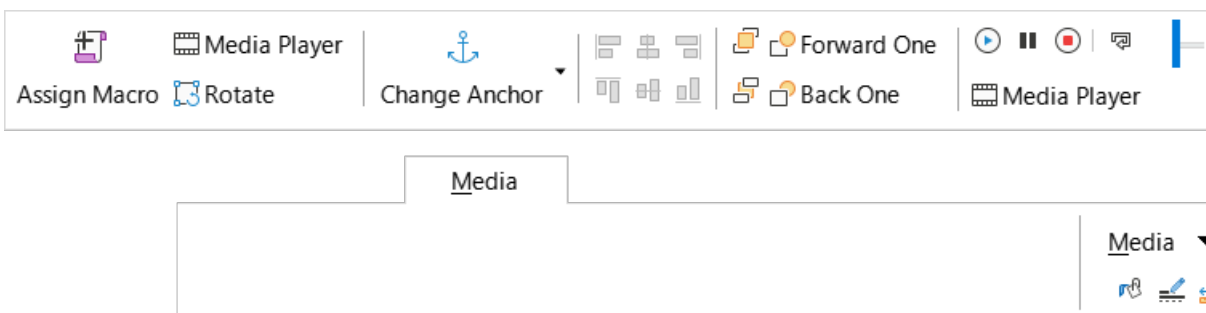 Media Player
Forward One
Assign Macro
Rotate
Change Anchor
Back One
Media Player
Media
Media